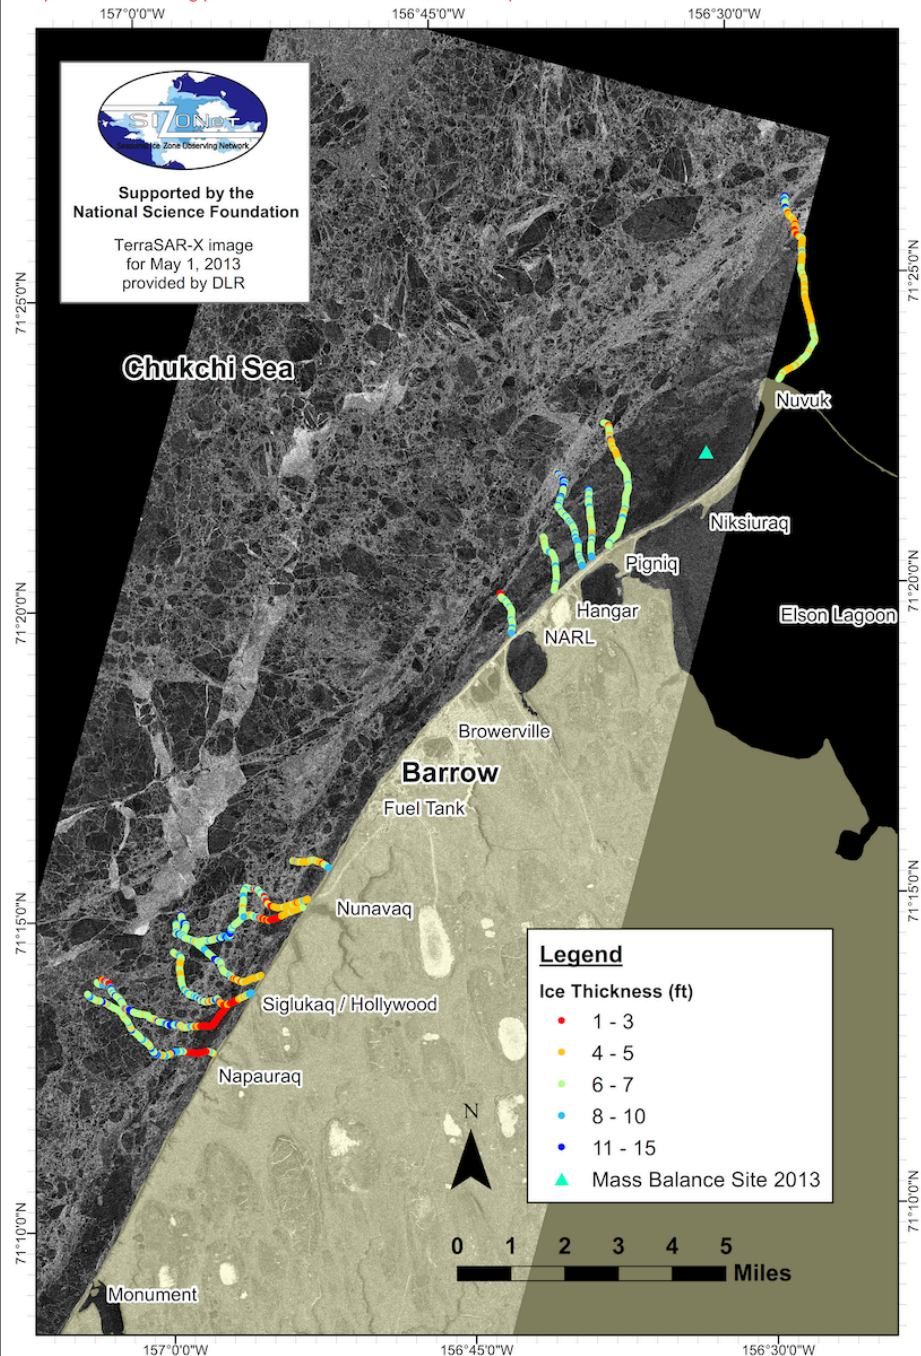 157°0'0"W
156°45'0"W
156°30'0"W
SIZONet
Seasonal Ice Zone Observing Network
Supported by the
National Science Foundation
TerraSAR-X image
for May 1, 2013
provided by DLR
71°25'0"N
71°25'0"N
Chukchi Sea
Nuvuk
Niksiuraq
Pigniq
71°20'0"N
71°20'0"N
Hangar
Elson Lagoon
NARL
Browerville
Barrow
Fuel Tank
71°15'0"N
71°15'0"N
Nunavaq
Siglukaq / Hollywood
Napauraq
Legend
Ice Thickness (ft)
1 - 3
4 - 5
6 - 7
8 - 10
11 - 15
Mass Balance Site 2013
N
71°10'0"N
71°10'0"N
0 1 2 3 4 5
Miles
Monument
157°0'0"W
156°45'0"W
156°30'0"W